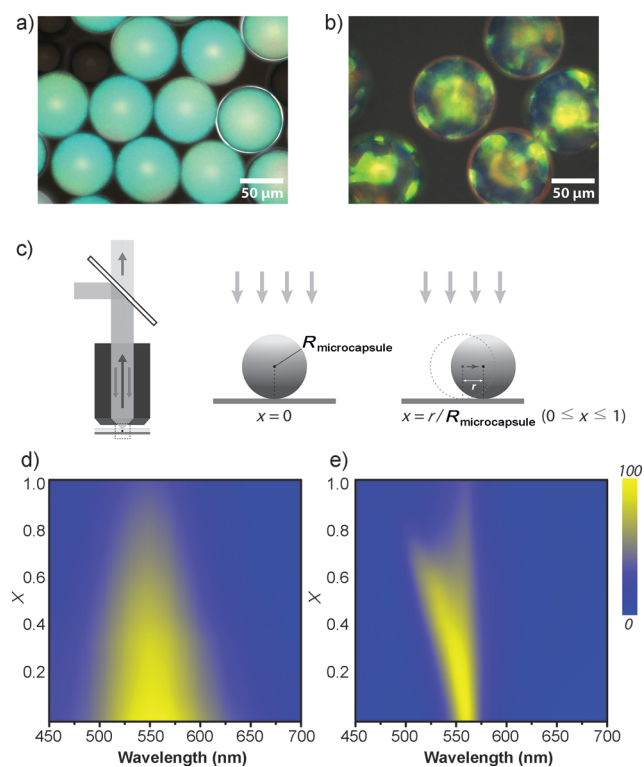 a)
50 µm
b)
50 µm
c)
Rmicrocapsule
r
x = 0
x = r/Rmicrocapsule (0 ≤ x ≤ 1)
d)
1.0
0.8
0.6
0.4
0.2
X
450 500 550 600 650 700
Wavelength (nm)
e)
1.0
0.8
0.6
0.4
0.2
X
450 500 550 600 650 700
Wavelength (nm)
100
0